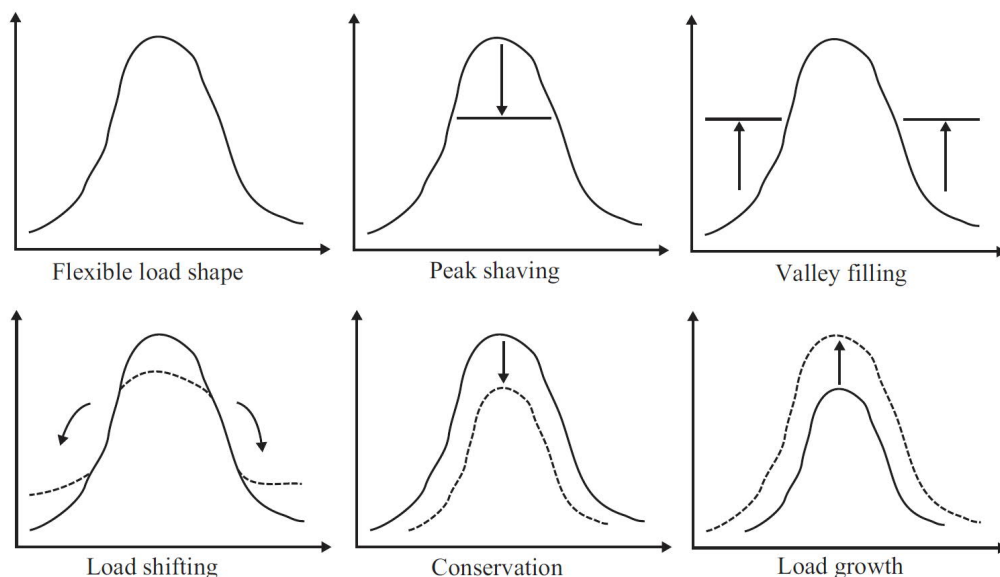 Flexible load shape
Peak shaving
Valley filling
Load shifting
Conservation
Load growth